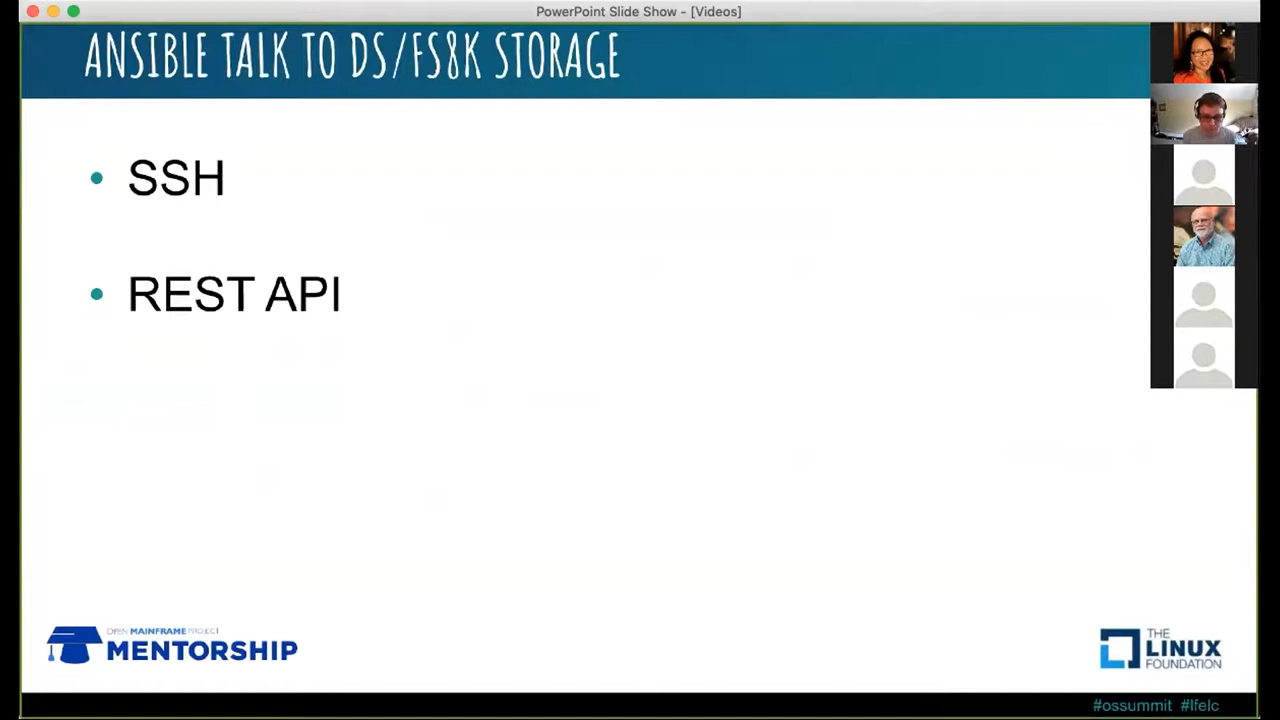 PowerPoint Slide Show - [Videos]
ANSIBLE TALK TO DS/FS8K STORAGE
• SSH
• REST API
OPEN MAINFRAME PROJECT
MENTORSHIP
THE
LINUX
FOUNDATION
#ossummit #lfelc